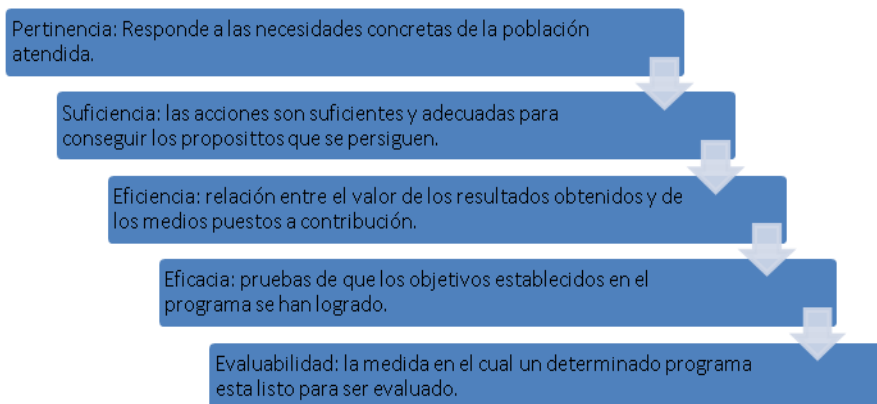 Pertinencia: Responde a las necesidades concretas de la población
atendida.
Suficiencia: las acciones son suficientes y adecuadas para
conseguir los proposittos que se persiguen.
Eficiencia: relación entre el valor de los resultados obtenidos y de
los medios puestos a contribución.
Eficacia: pruebas de que los objetivos establecidos en el
programa se han logrado.
Evaluabilidad: la medida en el cual un determinado programa
esta listo para ser evaluado.